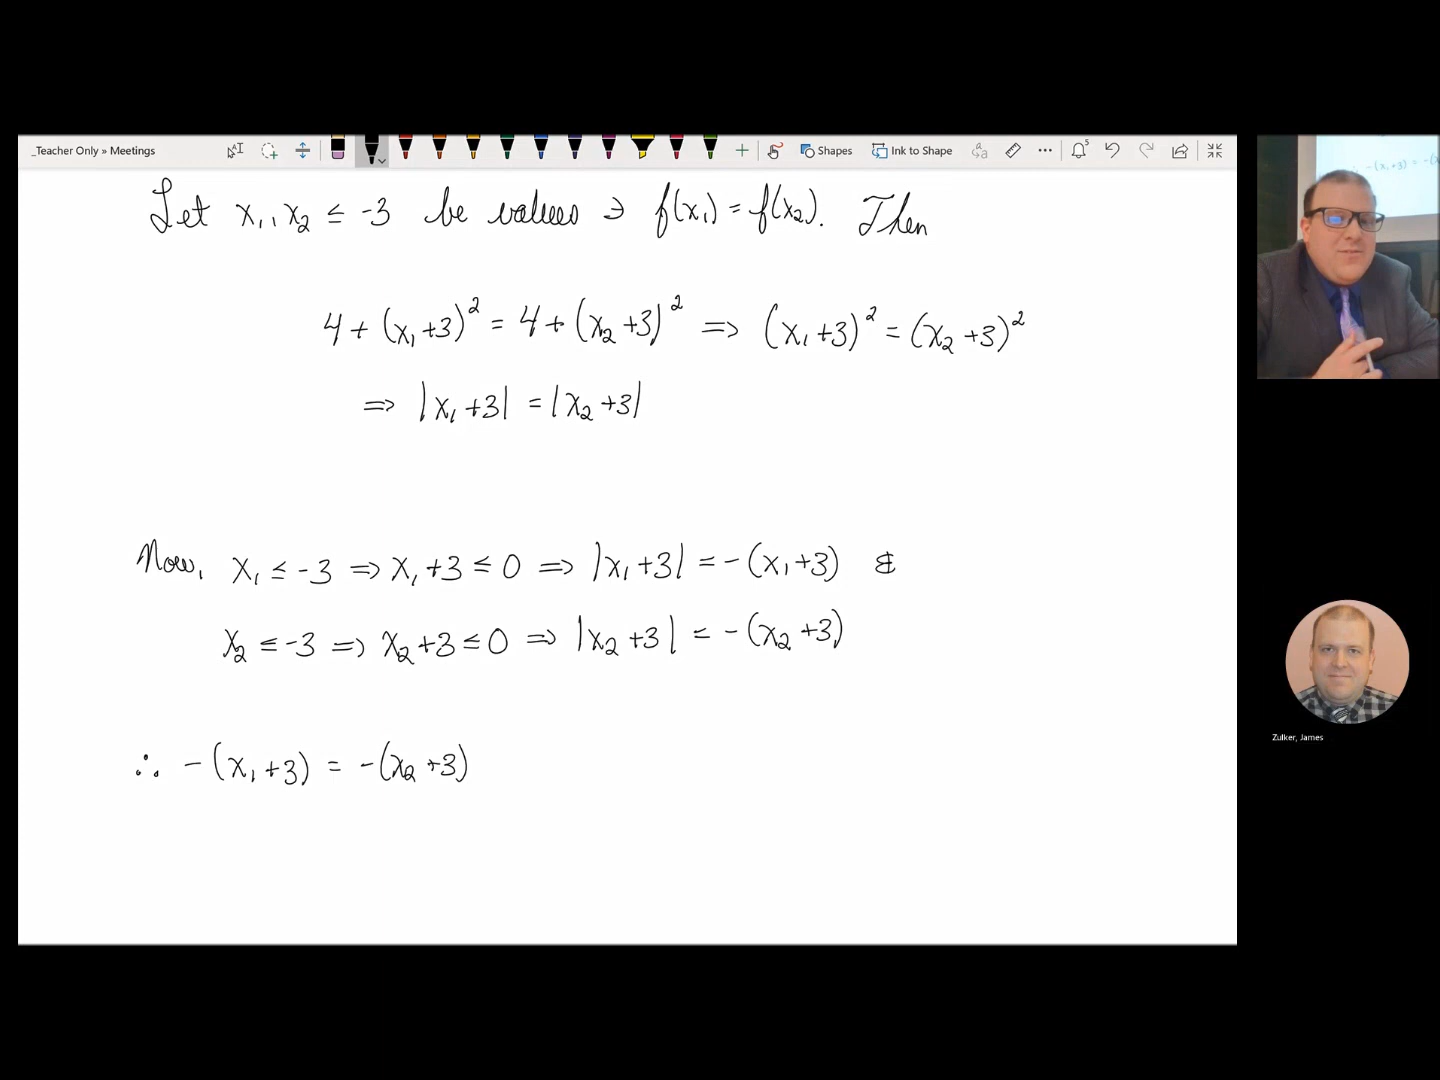 _Teacher Only » Meetings
Shapes
Ink to Shape
Let x₁, x₂ ≤ -3 be values ∋ f(x₁) = f(x₂). Then
4 + (x₁+3)² = 4 + (x₂+3)² ⇒ (x₁+3)² = (x₂+3)²
⇒ |x₁+3| = |x₂+3|
Now, x₁ ≤ -3 ⇒ x₁+3 ≤ 0 ⇒ |x₁+3| = -(x₁+3) &
x₂ ≤ -3 ⇒ x₂+3 ≤ 0 ⇒ |x₂+3| = -(x₂+3)
∴ -(x₁+3) = -(x₂+3)
Zulker, James